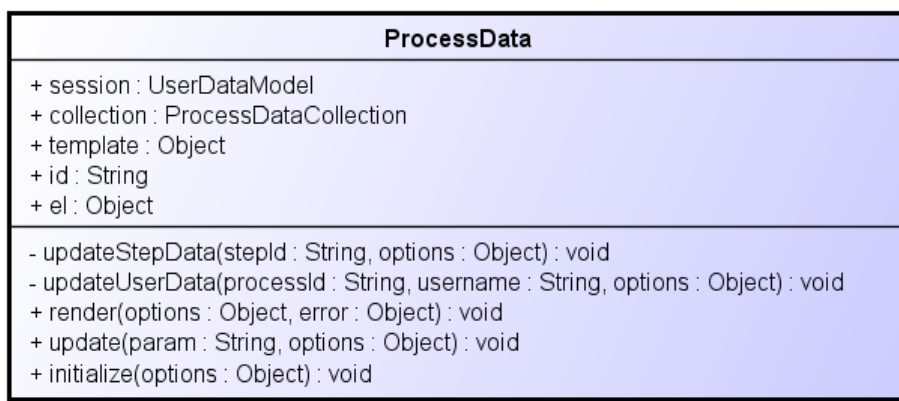 ProcessData
+ session : UserDataModel
+ collection : ProcessDataCollection
+ template : Object
+ id : String
+ el : Object
- updateStepData(stepId : String, options : Object) : void
- updateUserData(processId : String, username : String, options : Object) : void
+ render(options : Object, error : Object) : void
+ update(param : String, options : Object) : void
+ initialize(options : Object) : void